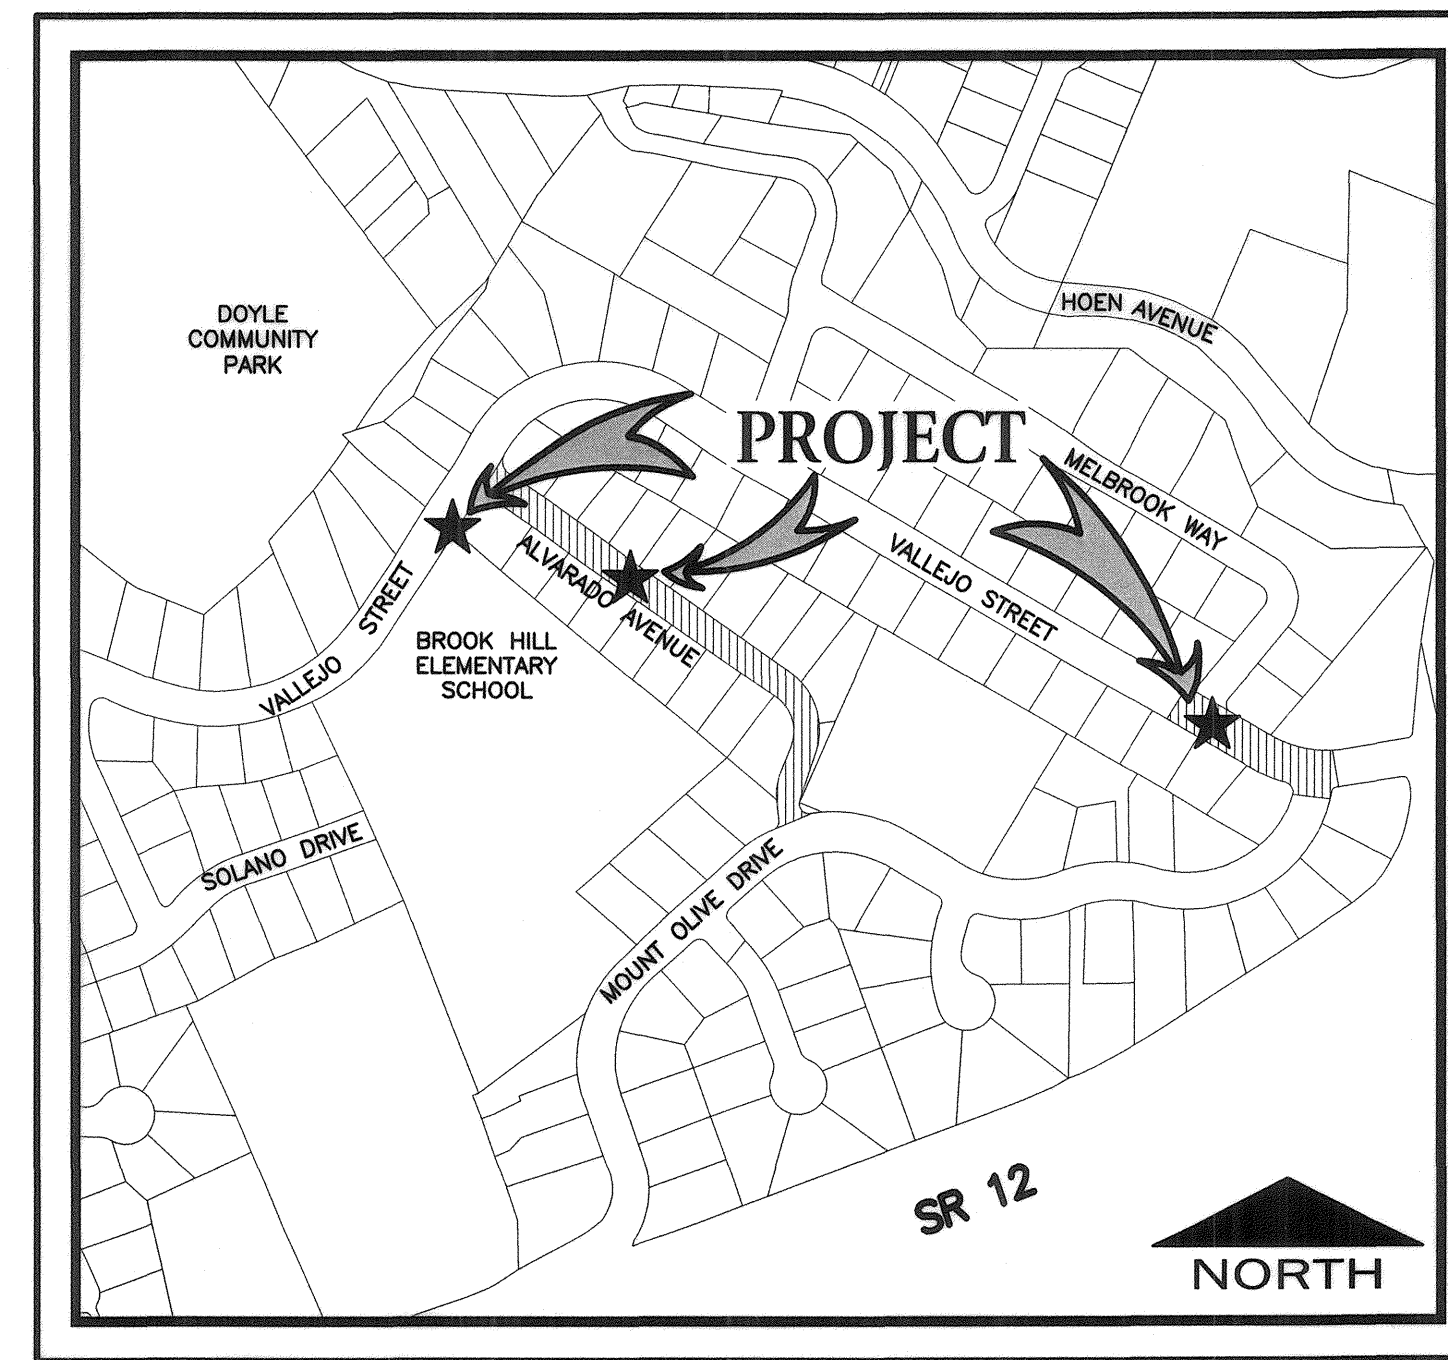 DOYLE
COMMUNITY
PARK
HOEN AVENUE
PROJECT
MELBROOK WAY
VALLEJO STREET
ALVARADO AVENUE
STREET
VALLEJO
BROOK HILL
ELEMENTARY
SCHOOL
SOLANO DRIVE
MOUNT OLIVE DRIVE
SR 12
NORTH